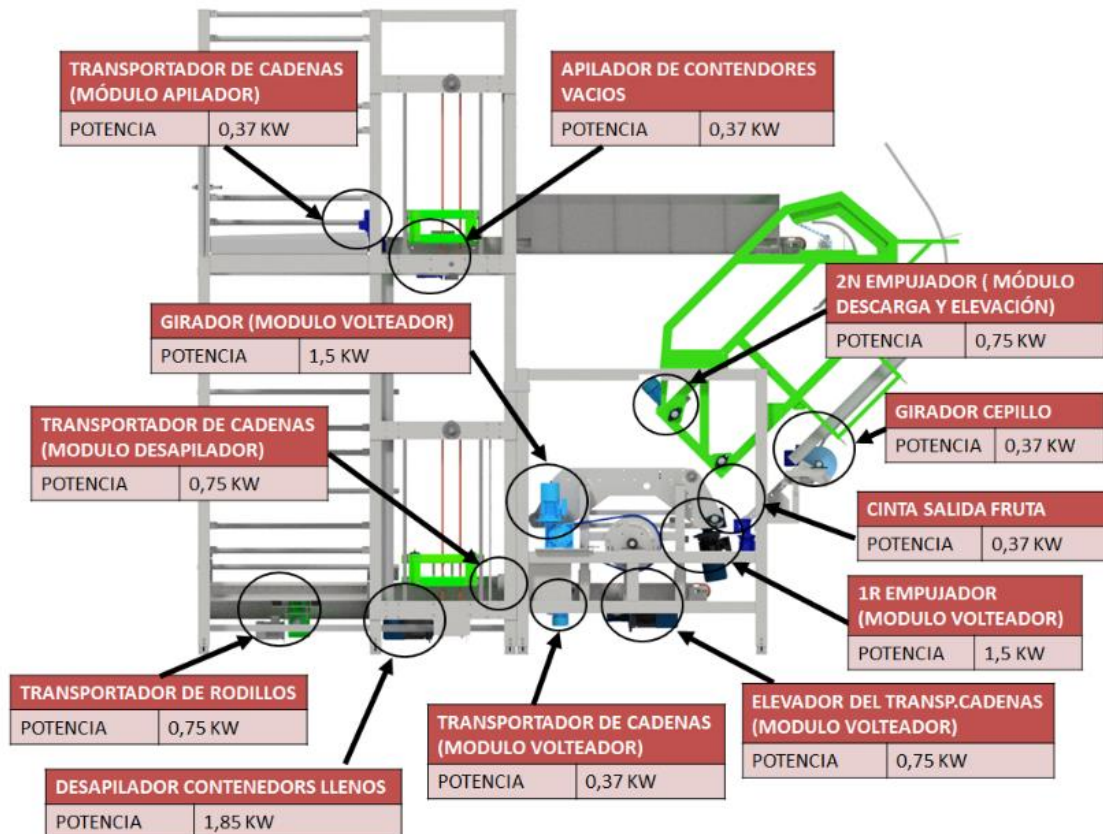 TRANSPORTADOR DE CADENAS
(MÓDULO APILADOR)
POTENCIA 0,37 KW
APILADOR DE CONTENDORES
VACIOS
POTENCIA 0,37 KW
2N EMPUJADOR ( MÓDULO
DESCARGA Y ELEVACIÓN)
POTENCIA 0,75 KW
GIRADOR (MODULO VOLTEADOR)
POTENCIA 1,5 KW
TRANSPORTADOR DE CADENAS
(MODULO DESAPILADOR)
POTENCIA 0,75 KW
GIRADOR CEPILLO
POTENCIA 0,37 KW
CINTA SALIDA FRUTA
POTENCIA 0,37 KW
1R EMPUJADOR
(MODULO VOLTEADOR)
POTENCIA 1,5 KW
TRANSPORTADOR DE RODILLOS
POTENCIA 0,75 KW
TRANSPORTADOR DE CADENAS
(MODULO VOLTEADOR)
POTENCIA 0,37 KW
ELEVADOR DEL TRANSP.CADENAS
(MODULO VOLTEADOR)
POTENCIA 0,75 KW
DESAPILADOR CONTENEDORS LLENOS
POTENCIA 1,85 KW